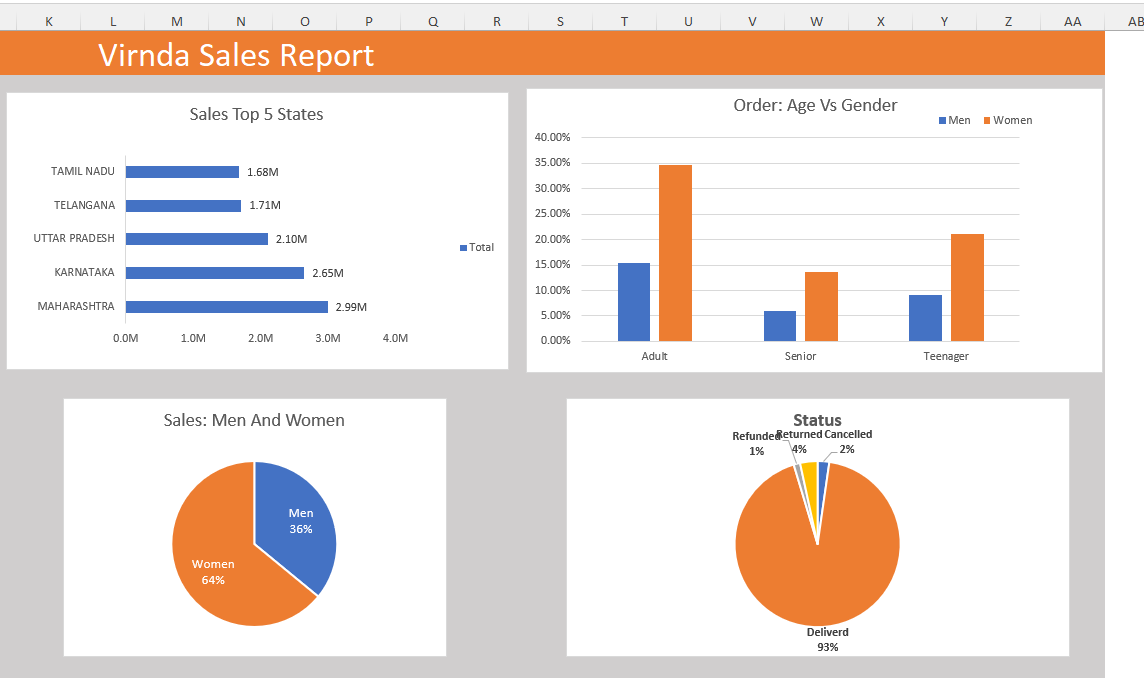 K L M N O P Q R S T U V W X Y Z AA AB
Virnda Sales Report
Sales Top 5 States
TAMIL NADU 1.68M
TELANGANA 1.71M
UTTAR PRADESH 2.10M
Total
KARNATAKA 2.65M
MAHARASHTRA 2.99M
0.0M 1.0M 2.0M 3.0M 4.0M
Order: Age Vs Gender
Men Women
40.00%
35.00%
30.00%
25.00%
20.00%
15.00%
10.00%
5.00%
0.00%
Adult Senior Teenager
Sales: Men And Women
Men
36%
Women
64%
Status
Refunded
1%
Returned
4%
Cancelled
2%
Deliverd
93%